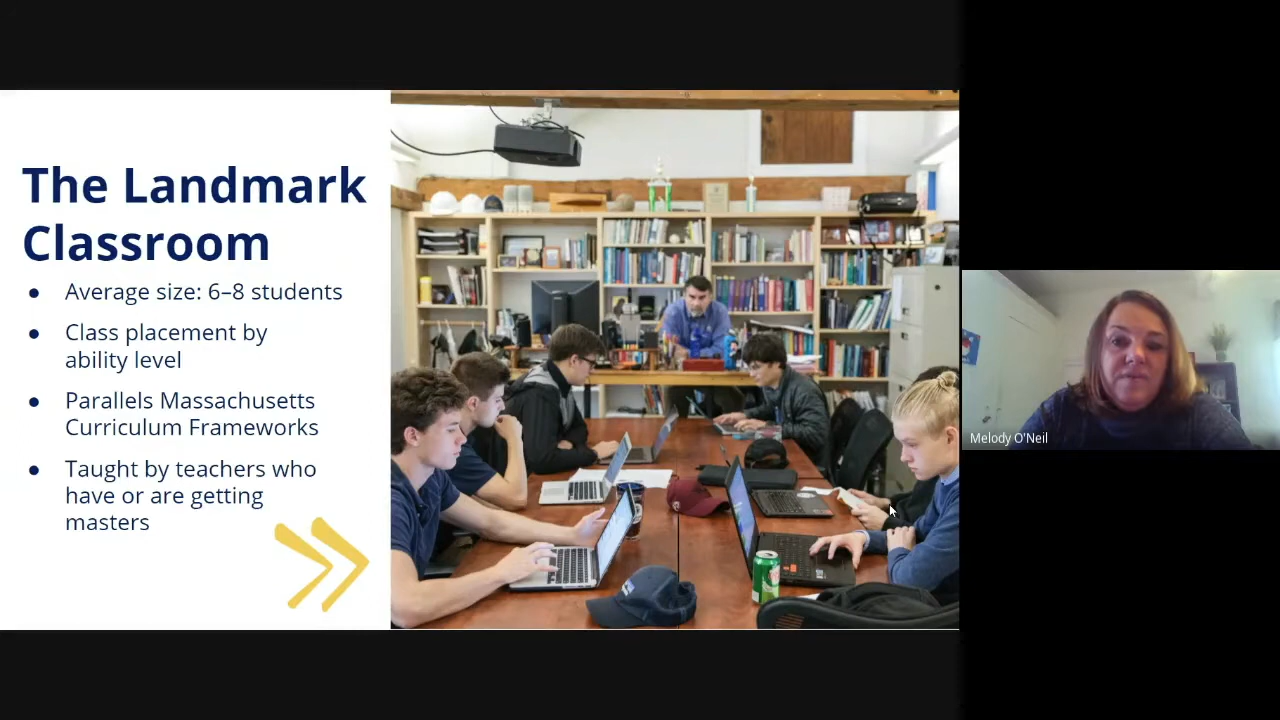 The Landmark
Classroom
● Average size: 6–8 students
● Class placement by
ability level
● Parallels Massachusetts
Curriculum Frameworks
● Taught by teachers who
have or are getting
masters
Melody O'Neil